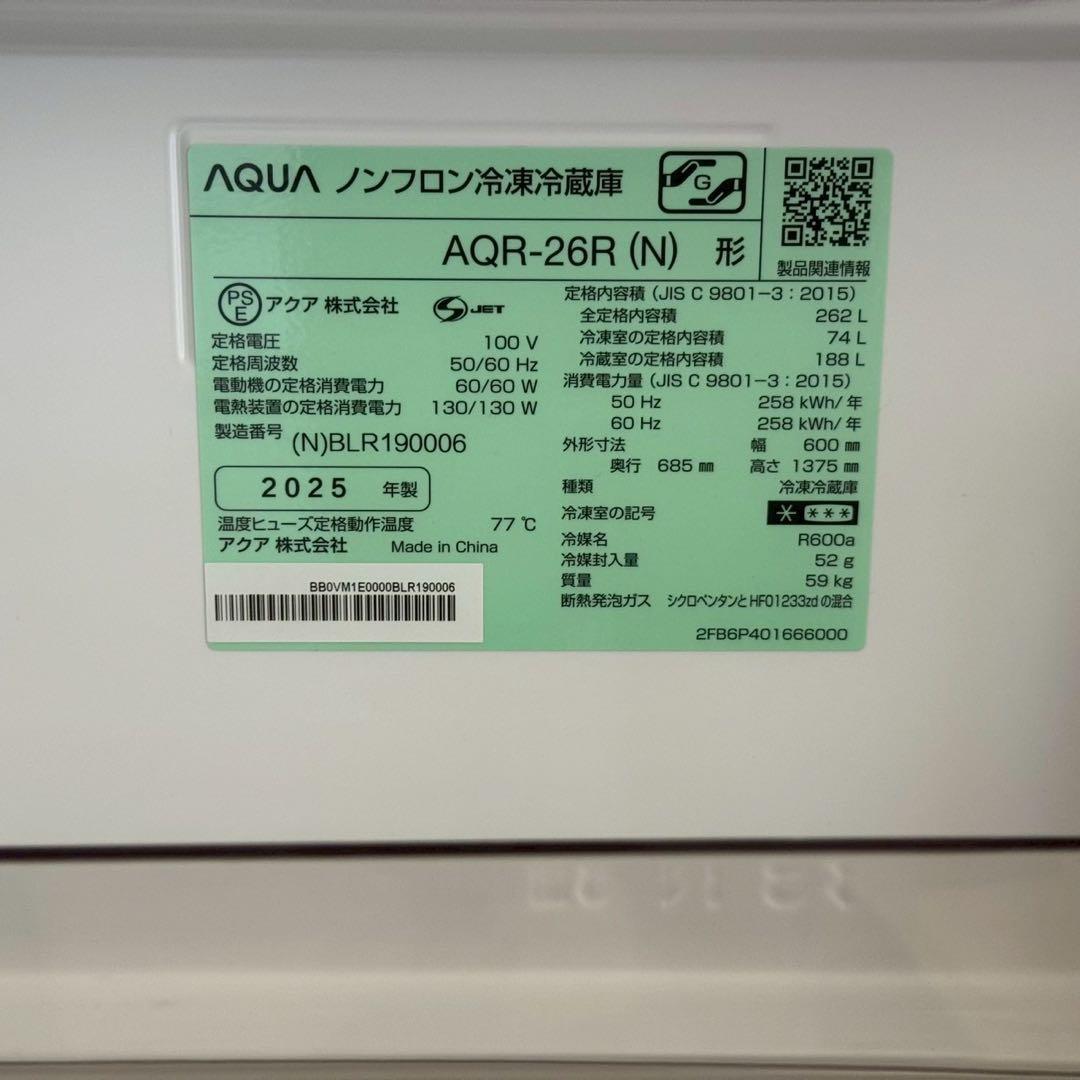 AQUA ノンフロン冷凍冷蔵庫
G
AQR-26R (N) 形
製品関連情報
PSE アクア 株式会社 S JET
定格電圧 100 V
定格周波数 50/60 Hz
電動機の定格消費電力 60/60 W
電熱装置の定格消費電力 130/130 W
製造番号 (N)BLR190006
2025 年製
温度ヒューズ定格動作温度 77 ℃
アクア 株式会社 Made in China
BB0VM1E0000BLR190006
定格内容積 (JIS C 9801-3:2015)
全定格内容積 262 L
冷凍室の定格内容積 74 L
冷蔵室の定格内容積 188 L
消費電力量 (JIS C 9801-3:2015)
50 Hz 258 kWh/年
60 Hz 258 kWh/年
外形寸法 幅 600 ㎜
奥行 685 ㎜ 高さ 1375 ㎜
種類 冷凍冷蔵庫
冷凍室の記号 * ***
冷媒名 R600a
冷媒封入量 52 g
質量 59 kg
断熱発泡ガス シクロペンタンとHFO1233zdの混合
2FB6P401666000